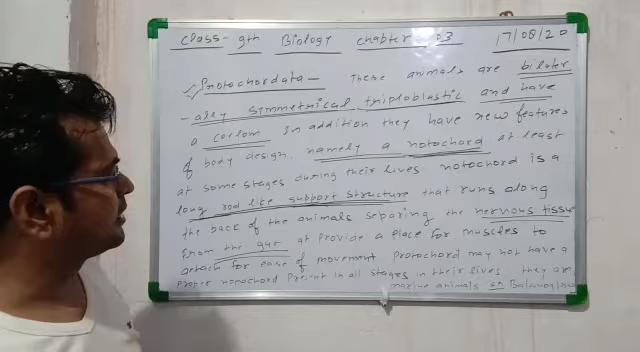 Class- 9th Biology chapter 03 17/08/20
Protochordata- These animals are bilater
-ally symmetrical, triploblastic and have
a coelom In addition they have new features
of body design, namely a notochord at least
at some stages during their lives notochord is a
long rod like support structure that runs along
the back of the animals separing the nervous tissue
From the gut at Provide a place for muscles to
attach for ease of movement Protochord may not have a
proper notochord Present in all stages in their lives they are
marine animals Balanoglosus